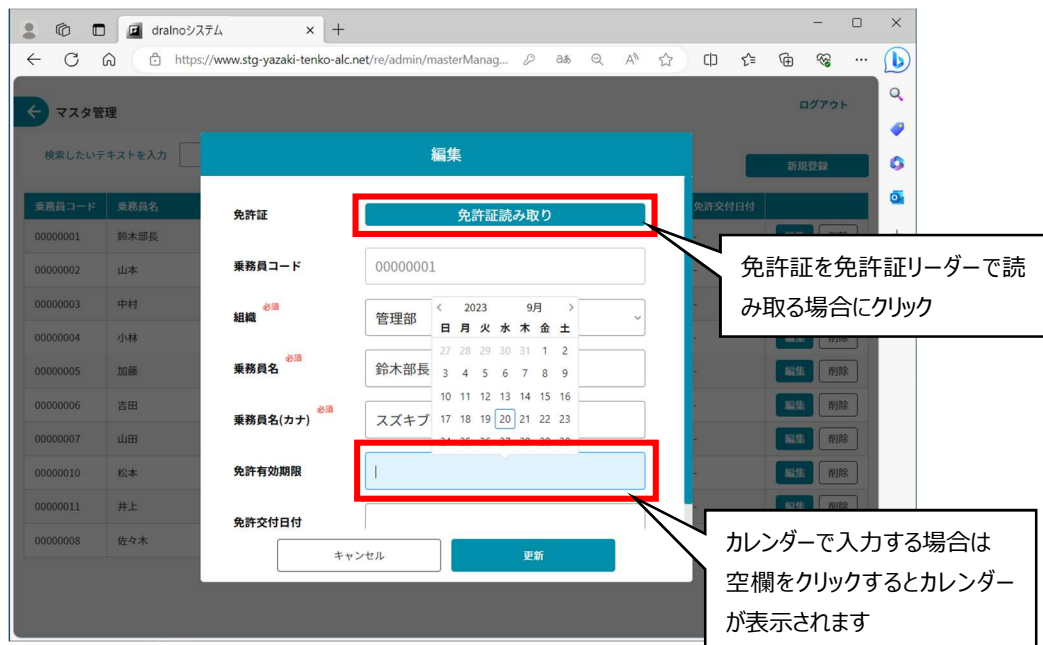 dralnoシステム
https://www.stg-yazaki-tenko-alc.net/re/admin/masterManag...
マスタ管理
ログアウト
検索したいテキストを入力
新規登録
乗務員コード 乗務員名 免許交付日付
00000001 鈴木部長
00000002 山本
00000003 中村
00000004 小林
00000005 加藤 - 編集 削除
00000006 吉田 - 編集 削除
00000007 山田 - 編集 削除
00000010 松本 - 編集 削除
00000011 井上
00000008 佐々木
編集
免許証 免許証読み取り
乗務員コード 00000001
組織 必須 管理部
乗務員名 必須 鈴木部長
乗務員名(カナ) 必須 スズキブ
免許有効期限
免許交付日付
キャンセル 更新
< 2023 9月 >
日 月 火 水 木 金 土
27 28 29 30 31 1 2
3 4 5 6 7 8 9
10 11 12 13 14 15 16
17 18 19 20 21 22 23
免許証を免許証リーダーで読
み取る場合にクリック
カレンダーで入力する場合は
空欄をクリックするとカレンダー
が表示されます